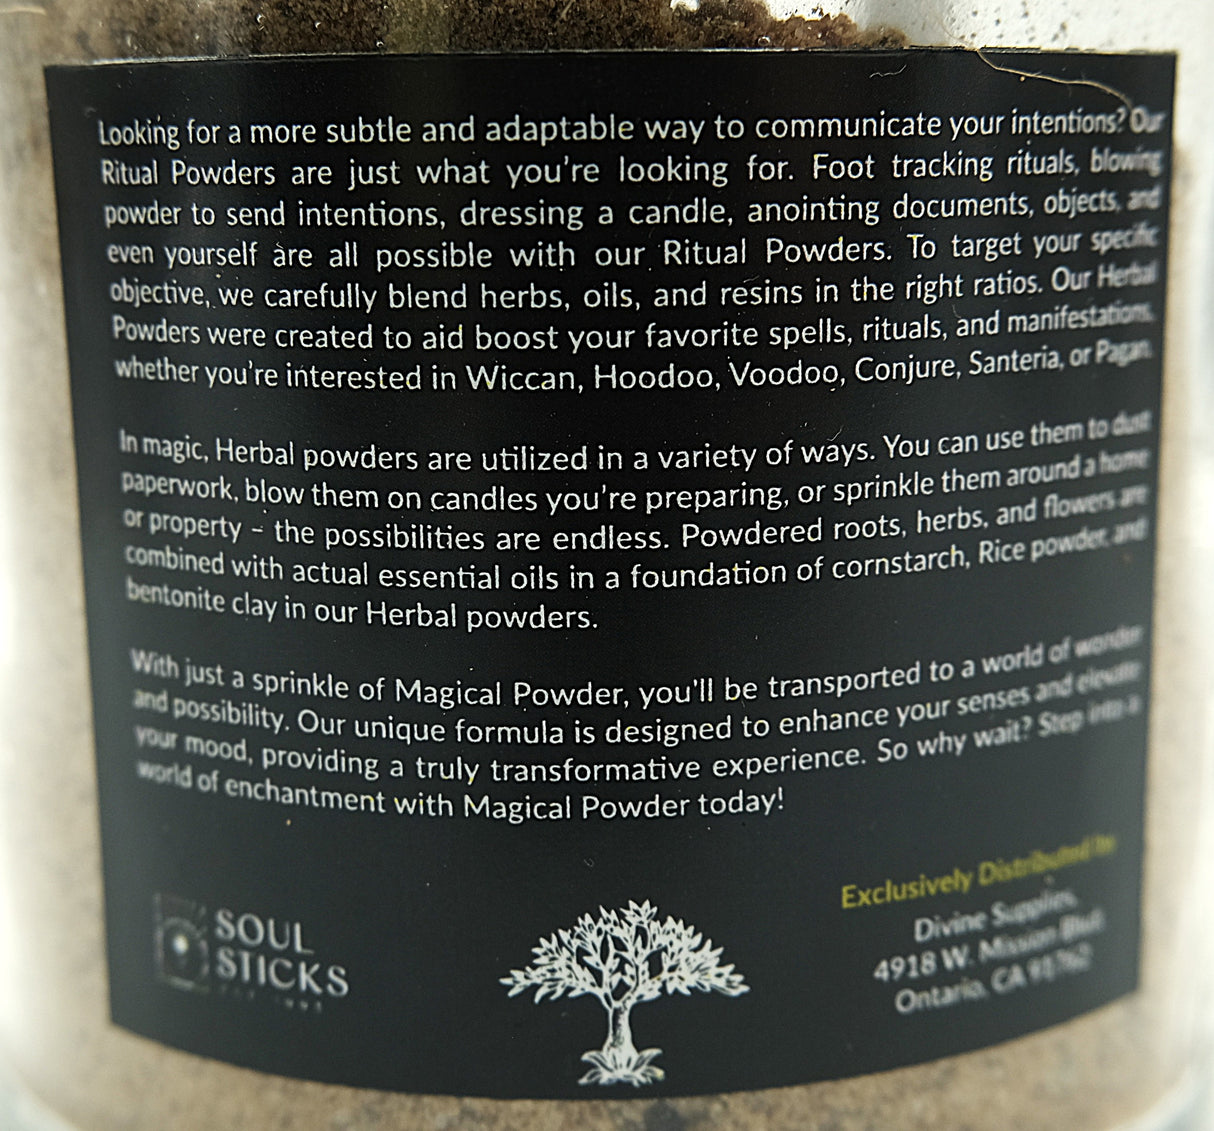 Looking for a more subtle and adaptable way to communicate your intentions? Our
Ritual Powders are just what you're looking for. Foot tracking rituals, blowing
powder to send intentions, dressing a candle, anointing documents, objects, and
even yourself are all possible with our Ritual Powders. To target your specific
objective, we carefully blend herbs, oils, and resins in the right ratios. Our Herbal
Powders were created to aid boost your favorite spells, rituals, and manifestations,
whether you're interested in Wiccan, Hoodoo, Voodoo, Conjure, Santeria, or Pagan.
In magic, Herbal powders are utilized in a variety of ways. You can use them to dust
paperwork, blow them on candles you're preparing, or sprinkle them around a home
or property - the possibilities are endless. Powdered roots, herbs, and flowers are
combined with actual essential oils in a foundation of cornstarch, Rice powder, and
bentonite clay in our Herbal powders.
With just a sprinkle of Magical Powder, you'll be transported to a world of wonder
and possibility. Our unique formula is designed to enhance your senses and elevate
your mood, providing a truly transformative experience. So why wait? Step into a
world of enchantment with Magical Powder today!
SOUL
STICKS
Exclusively Distributed by
Divine Supplies,
4918 W. Mission Blvd.
Ontario, CA 91762